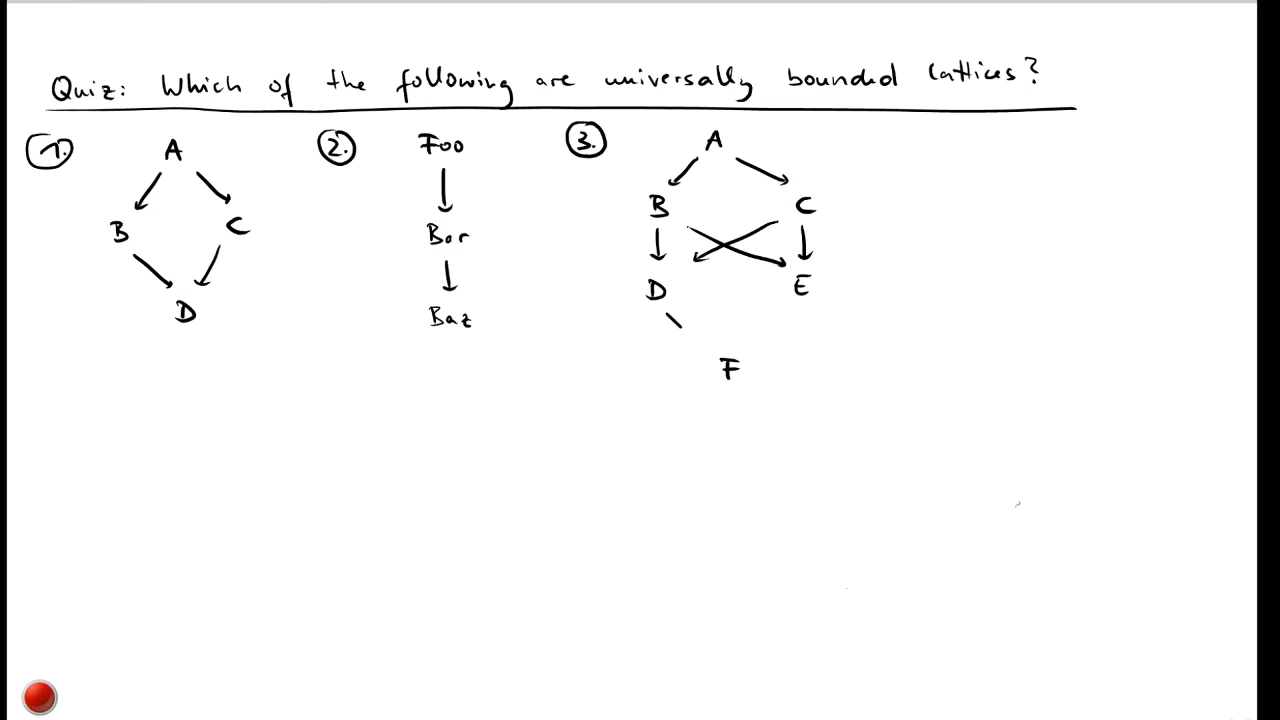 Quiz: Which of the following are universally bounded lattices?
1. A 2. Foo 3. A
B C Bar B C
D Baz D E
F